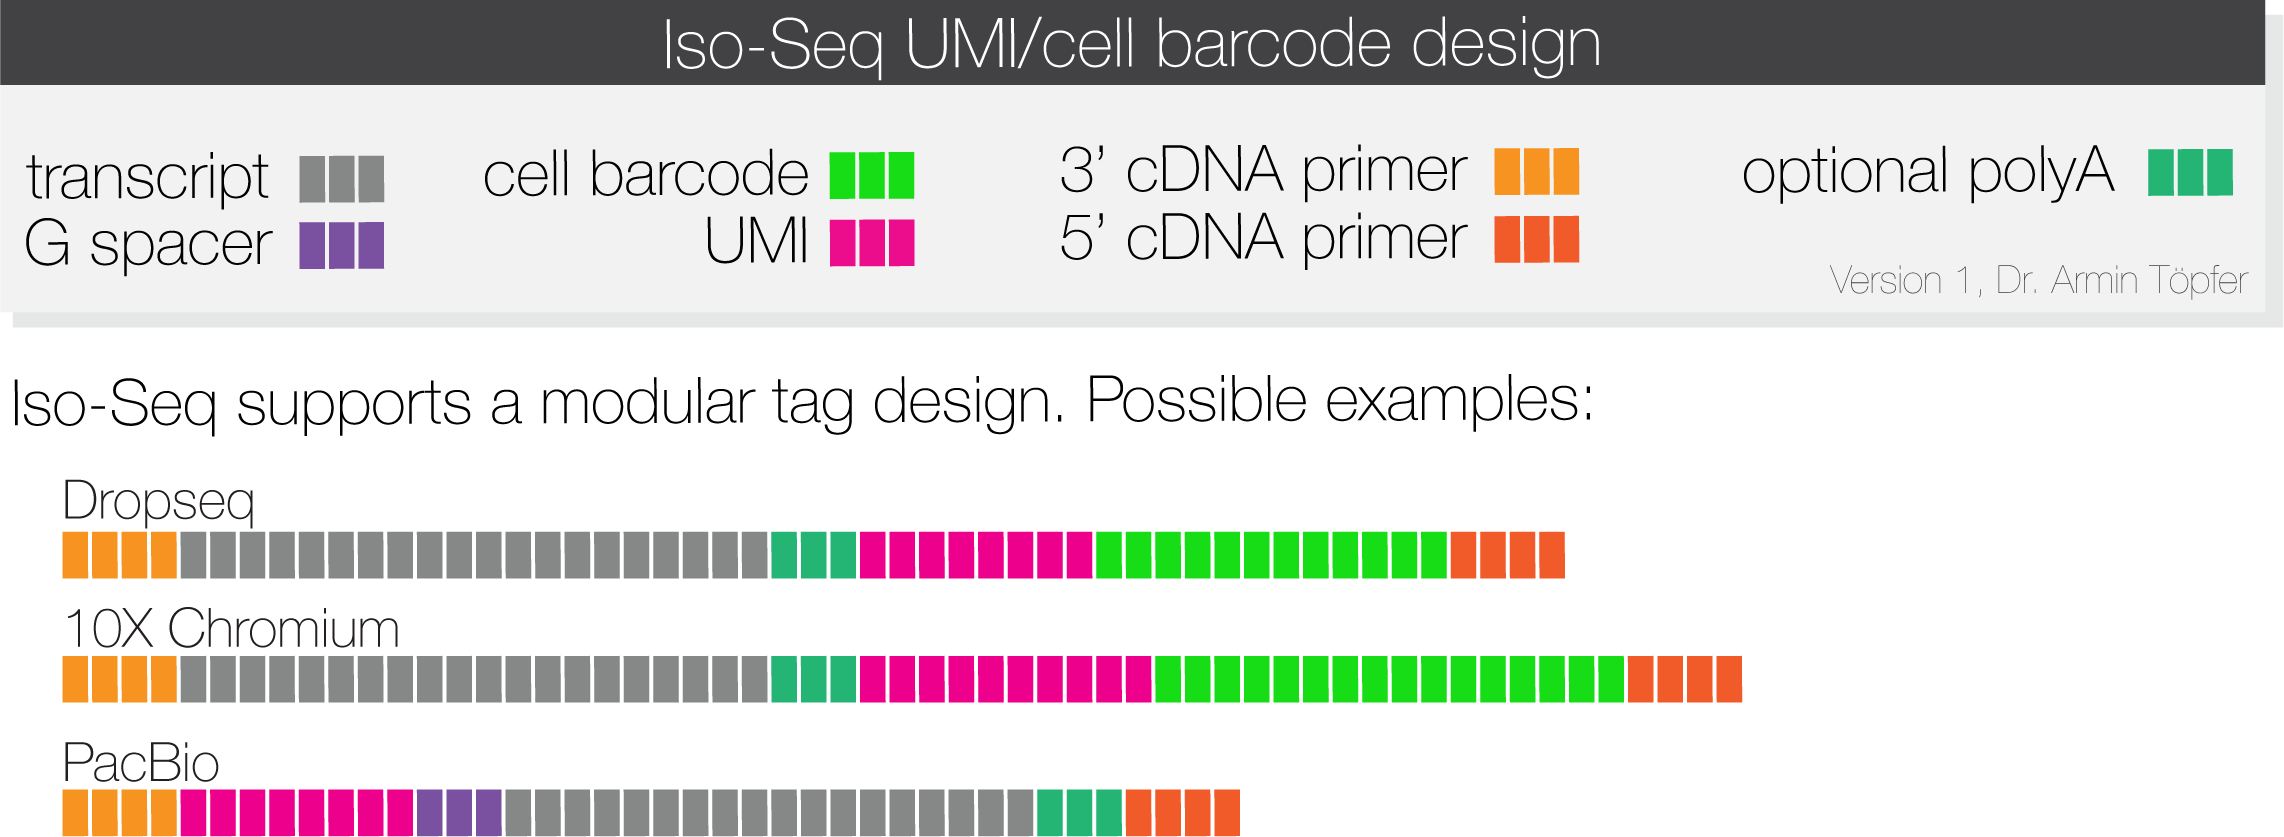 Iso-Seq UMI/cell barcode design
transcript
cell barcode
3’ cDNA primer
optional polyA
G spacer
UMI
5’ cDNA primer
Version 1, Dr. Armin Töpfer
Iso-Seq supports a modular tag design. Possible examples:
Dropseq
10X Chromium
PacBio